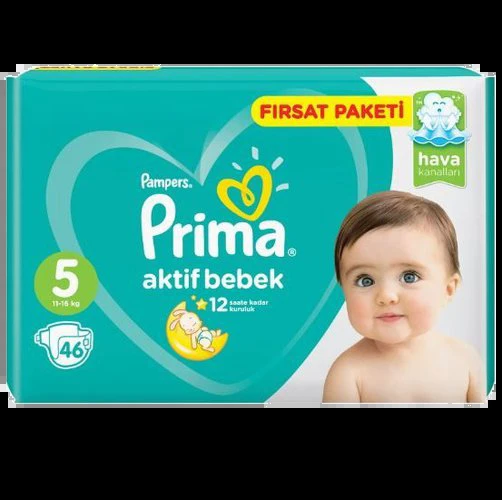 FIRSAT PAKETİ
hava
kanalları
Pampers®
Prima®
aktif bebek
12 saate kadar
kuruluk
5
11-16 kg
46